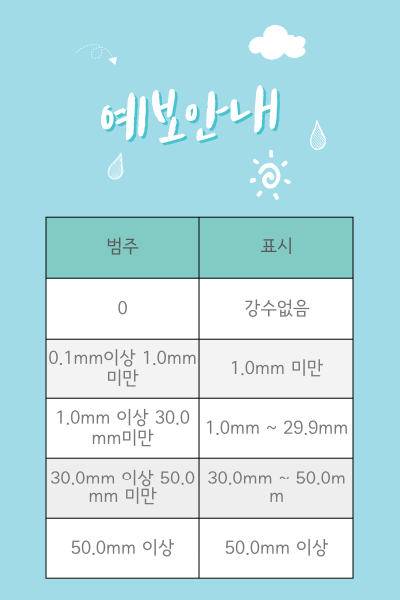 예보안내
범주 표시
0 강수없음
0.1mm이상 1.0mm
미만
1.0mm 미만
1.0mm 이상 30.0
mm미만
1.0mm ~ 29.9mm
30.0mm 이상 50.0
mm 미만
30.0mm ~ 50.0m
m
50.0mm 이상 50.0mm 이상